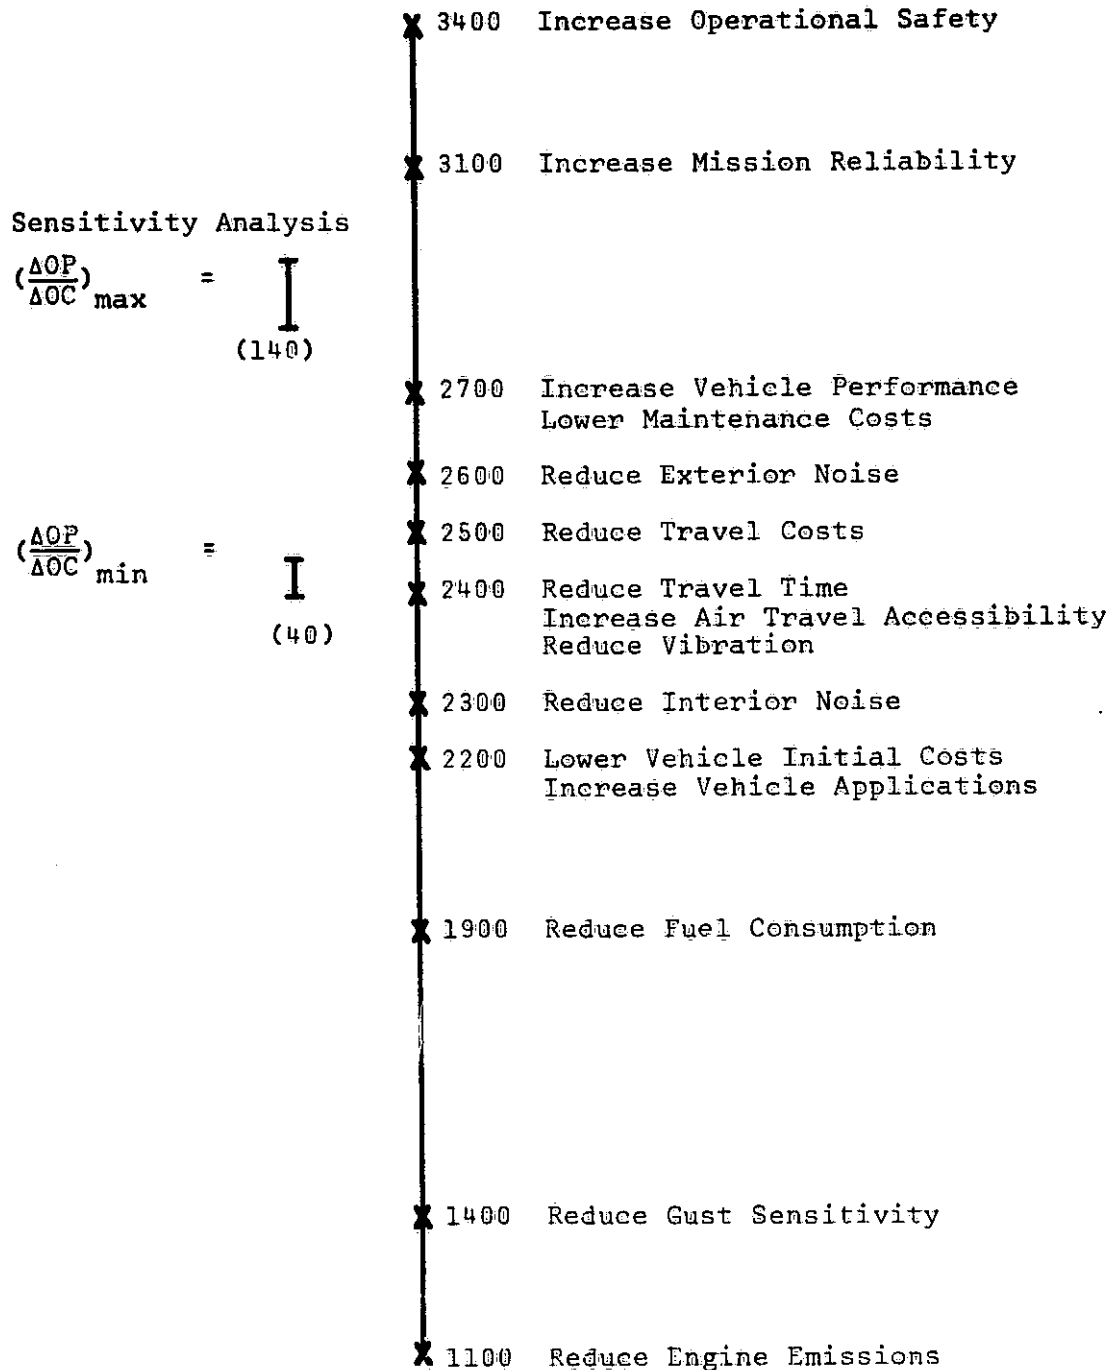 3400 Increase Operational Safety
3100 Increase Mission Reliability
Sensitivity Analysis
(ΔOP/ΔOC)max =
(140)
2700 Increase Vehicle Performance
Lower Maintenance Costs
2600 Reduce Exterior Noise
2500 Reduce Travel Costs
(ΔOP/ΔOC)min =
(40)
2400 Reduce Travel Time
Increase Air Travel Accessibility
Reduce Vibration
2300 Reduce Interior Noise
2200 Lower Vehicle Initial Costs
Increase Vehicle Applications
1900 Reduce Fuel Consumption
1400 Reduce Gust Sensitivity
1100 Reduce Engine Emissions